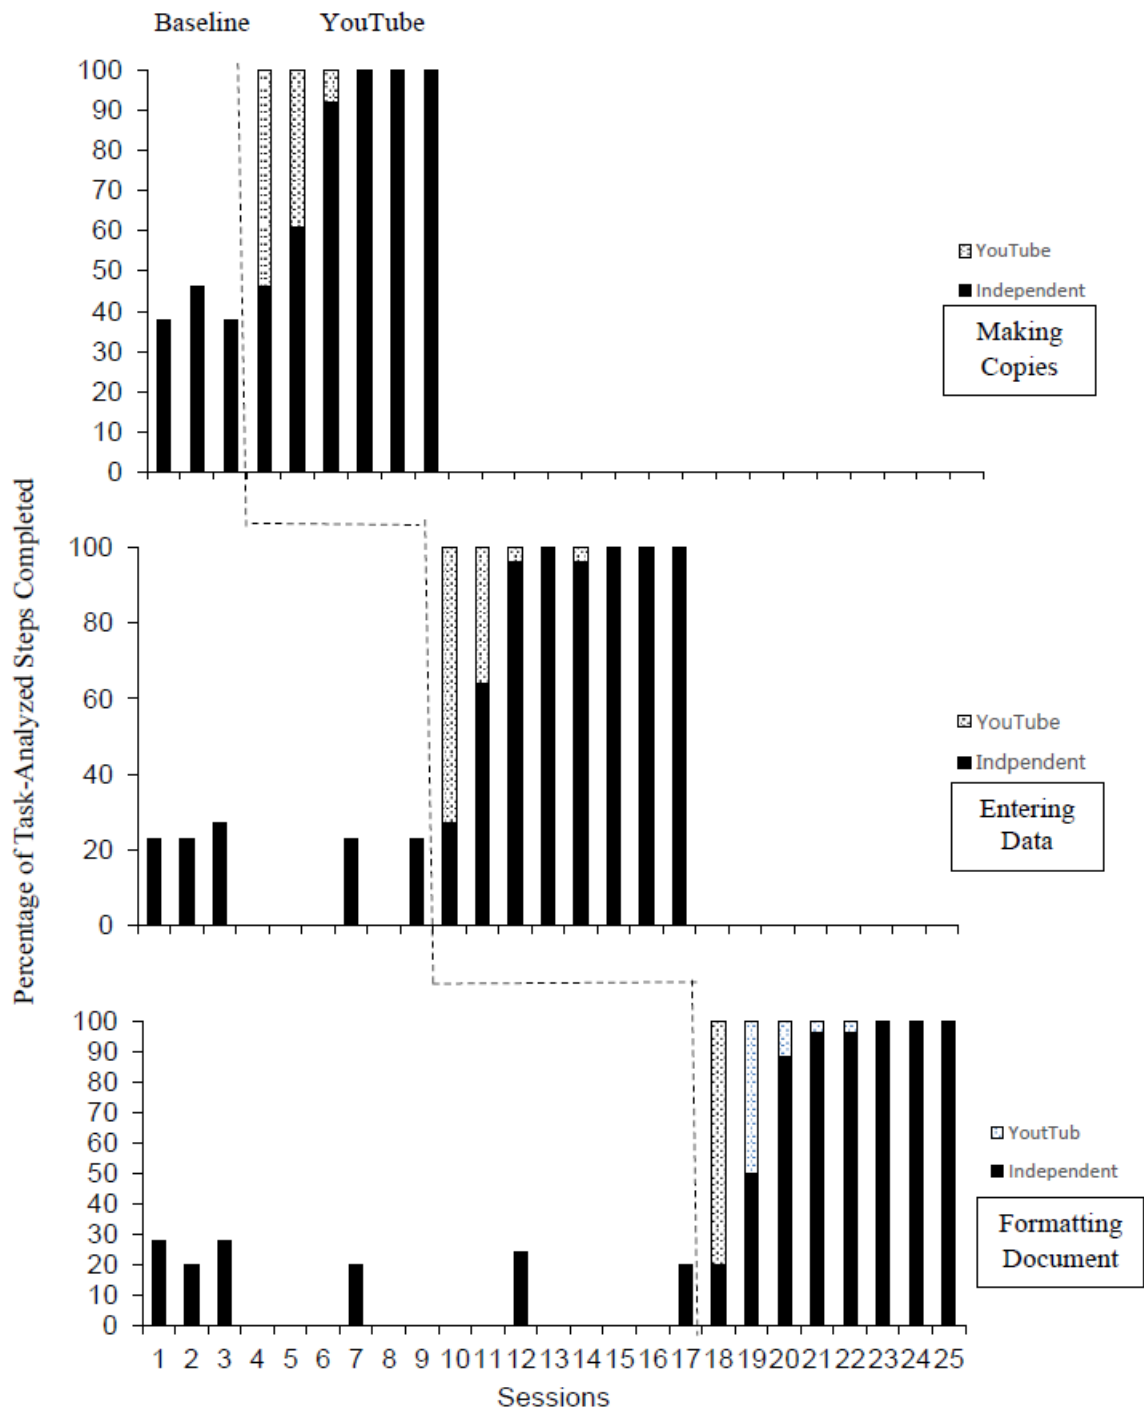 Baseline YouTube
100
90
80
70
60
50
40
30
20
10
0
YouTube
Independent
Making
Copies
Percentage of Task-Analyzed Steps Completed
100
80
60
40
20
0
YouTube
Indpendent
Entering
Data
100
90
80
70
60
50
40
30
20
10
0
YoutTub
Independent
Formatting
Document
1 2 3 4 5 6 7 8 9 10 11 12 13 14 15 16 17 18 19 20 21 22 23 24 25
Sessions